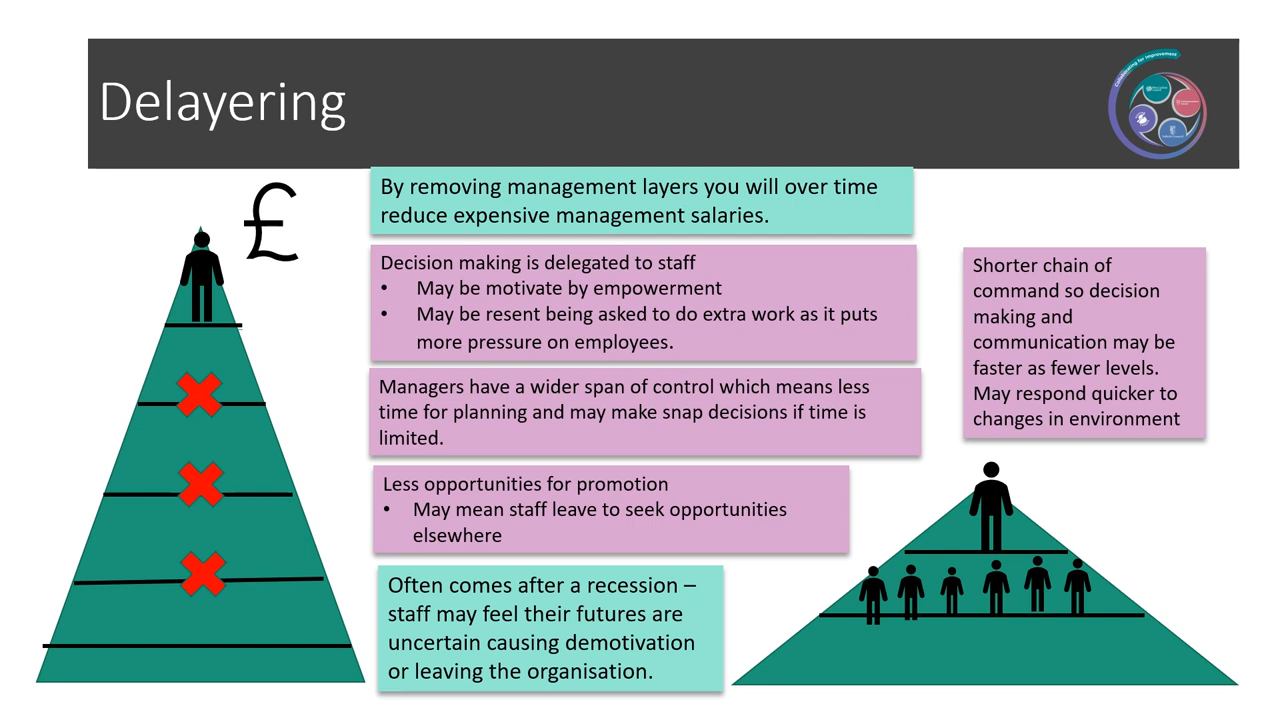 Delayering
Collaborating for Improvement
£
By removing management layers you will over time
reduce expensive management salaries.
Decision making is delegated to staff
• May be motivate by empowerment
• May be resent being asked to do extra work as it puts
more pressure on employees.
Managers have a wider span of control which means less
time for planning and may make snap decisions if time is
limited.
Less opportunities for promotion
• May mean staff leave to seek opportunities
elsewhere
Often comes after a recession –
staff may feel their futures are
uncertain causing demotivation
or leaving the organisation.
Shorter chain of
command so decision
making and
communication may be
faster as fewer levels.
May respond quicker to
changes in environment